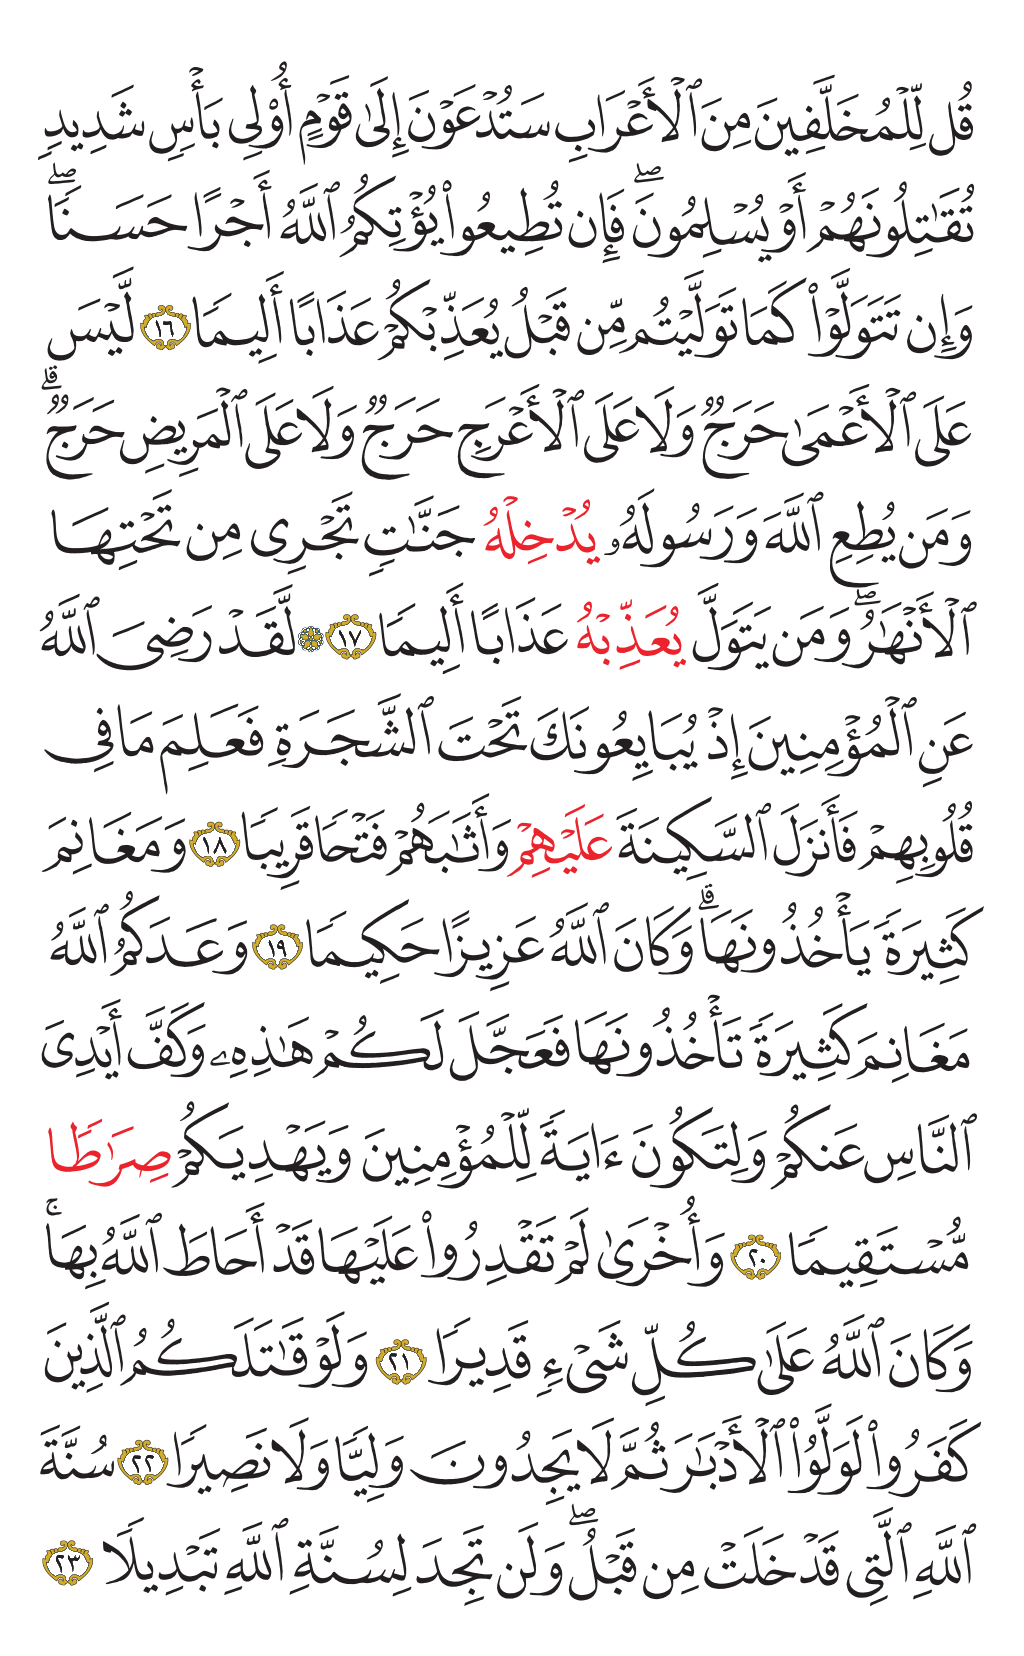 قُل لِّلْمُخَلَّفِينَ مِنَ ٱلْأَعْرَابِ سَتُدْعَوْنَ إِلَىٰ قَوْمٍ أُو۟لِى بَأْسٍ شَدِيدٍ
تُقَـٰتِلُونَهُمْ أَوْ يُسْلِمُونَ ۖ فَإِن تُطِيعُوا۟ يُؤْتِكُمُ ٱللَّهُ أَجْرًا حَسَنًا ۖ
وَإِن تَتَوَلَّوْا۟ كَمَا تَوَلَّيْتُم مِّن قَبْلُ يُعَذِّبْكُمْ عَذَابًا أَلِيمًا ١٦ لَّيْسَ
عَلَى ٱلْأَعْمَىٰ حَرَجٌ وَلَا عَلَى ٱلْأَعْرَجِ حَرَجٌ وَلَا عَلَى ٱلْمَرِيضِ حَرَجٌ ۗ
وَمَن يُطِعِ ٱللَّهَ وَرَسُولَهُۥ يُدْخِلْهُ جَنَّـٰتٍ تَجْرِى مِن تَحْتِهَا
ٱلْأَنْهَـٰرُ ۖ وَمَن يَتَوَلَّ يُعَذِّبْهُ عَذَابًا أَلِيمًا ١٧ ۞ لَّقَدْ رَضِىَ ٱللَّهُ
عَنِ ٱلْمُؤْمِنِينَ إِذْ يُبَايِعُونَكَ تَحْتَ ٱلشَّجَرَةِ فَعَلِمَ مَا فِى
قُلُوبِهِمْ فَأَنزَلَ ٱلسَّكِينَةَ عَلَيْهِمْ وَأَثَـٰبَهُمْ فَتْحًا قَرِيبًا ١٨ وَمَغَانِمَ
كَثِيرَةً يَأْخُذُونَهَا ۗ وَكَانَ ٱللَّهُ عَزِيزًا حَكِيمًا ١٩ وَعَدَكُمُ ٱللَّهُ
مَغَانِمَ كَثِيرَةً تَأْخُذُونَهَا فَعَجَّلَ لَكُمْ هَـٰذِهِۦ وَكَفَّ أَيْدِىَ
ٱلنَّاسِ عَنكُمْ وَلِتَكُونَ ءَايَةً لِّلْمُؤْمِنِينَ وَيَهْدِيَكُمْ صِرَٰطًا
مُّسْتَقِيمًا ٢٠ وَأُخْرَىٰ لَمْ تَقْدِرُوا۟ عَلَيْهَا قَدْ أَحَاطَ ٱللَّهُ بِهَا ۚ
وَكَانَ ٱللَّهُ عَلَىٰ كُلِّ شَىْءٍ قَدِيرًا ٢١ وَلَوْ قَـٰتَلَكُمُ ٱلَّذِينَ
كَفَرُوا۟ لَوَلَّوُا۟ ٱلْأَدْبَـٰرَ ثُمَّ لَا يَجِدُونَ وَلِيًّا وَلَا نَصِيرًا ٢٢ سُنَّةَ
ٱللَّهِ ٱلَّتِى قَدْ خَلَتْ مِن قَبْلُ ۖ وَلَن تَجِدَ لِسُنَّةِ ٱللَّهِ تَبْدِيلًا ٢٣